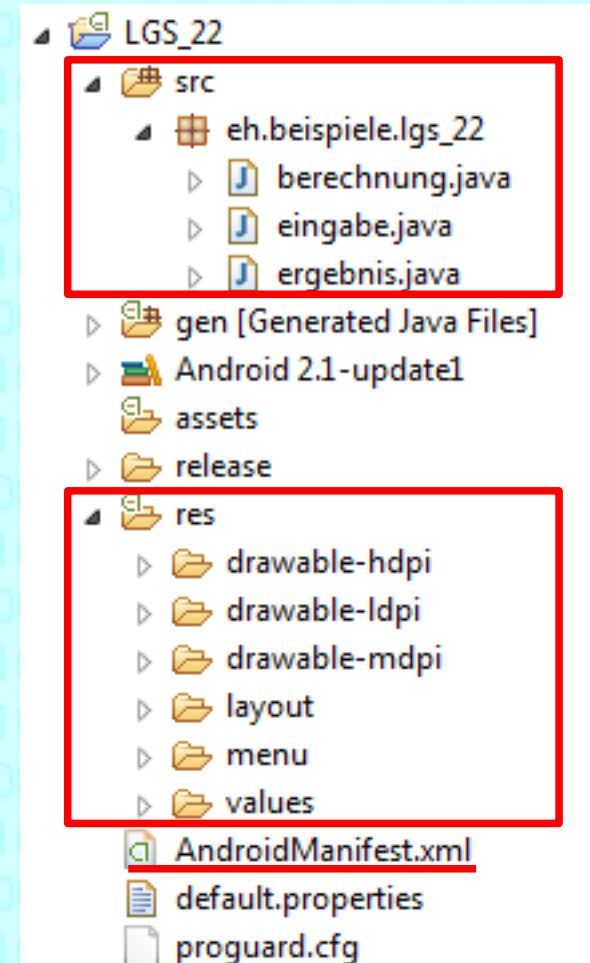 LGS_22
src
eh.beispiele.lgs_22
berechnung.java
eingabe.java
ergebnis.java
gen [Generated Java Files]
Android 2.1-update1
assets
release
res
drawable-hdpi
drawable-ldpi
drawable-mdpi
layout
menu
values
AndroidManifest.xml
default.properties
proguard.cfg